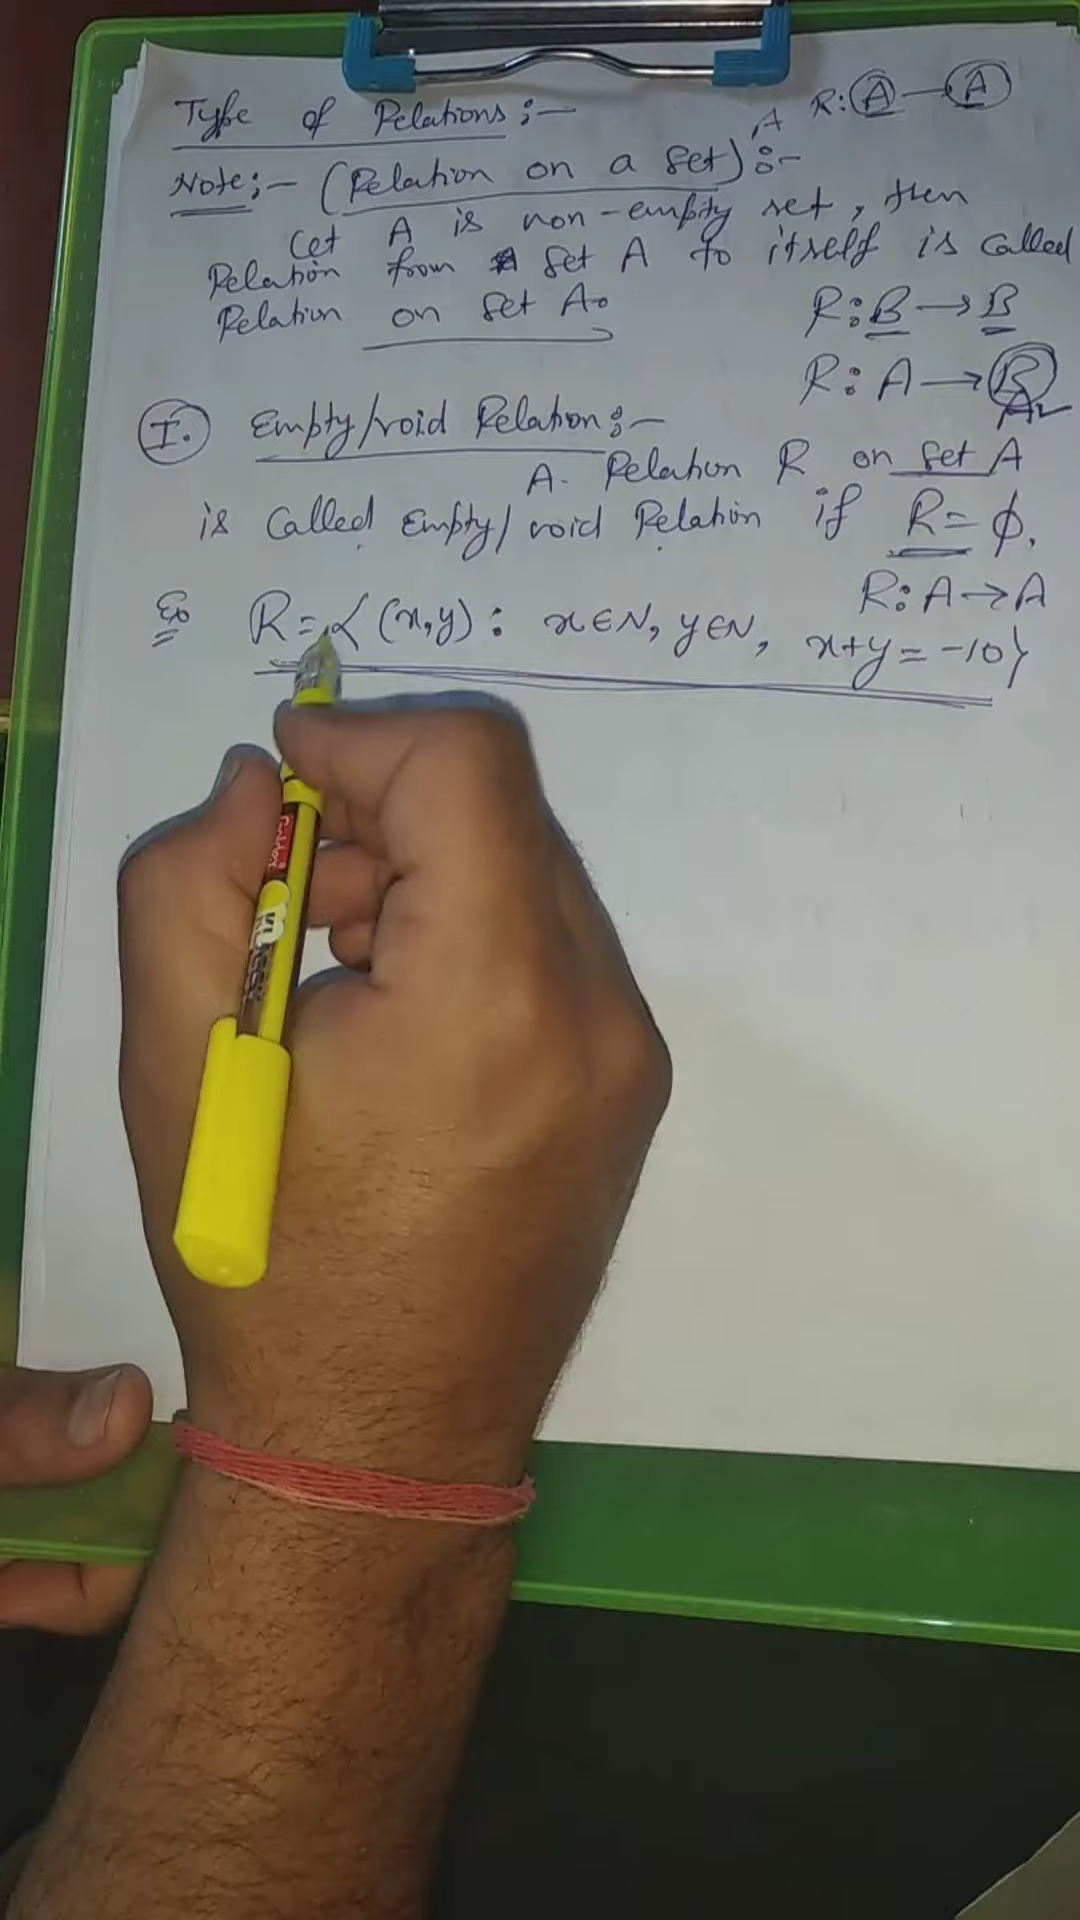 Type of Relations :-
R: A — A
Note :- (Relation on a set) A :-
Let A is non-empty set, then
Relation from set A to itself is called
Relation on set A.
R: B → B
R: A → B
A
I. Empty/void Relation :-
A. Relation R on set A
is called Empty/void Relation if R = ϕ.
R: A → A
Ex R = { (x,y) : x∈N, y∈N, x+y = -10}